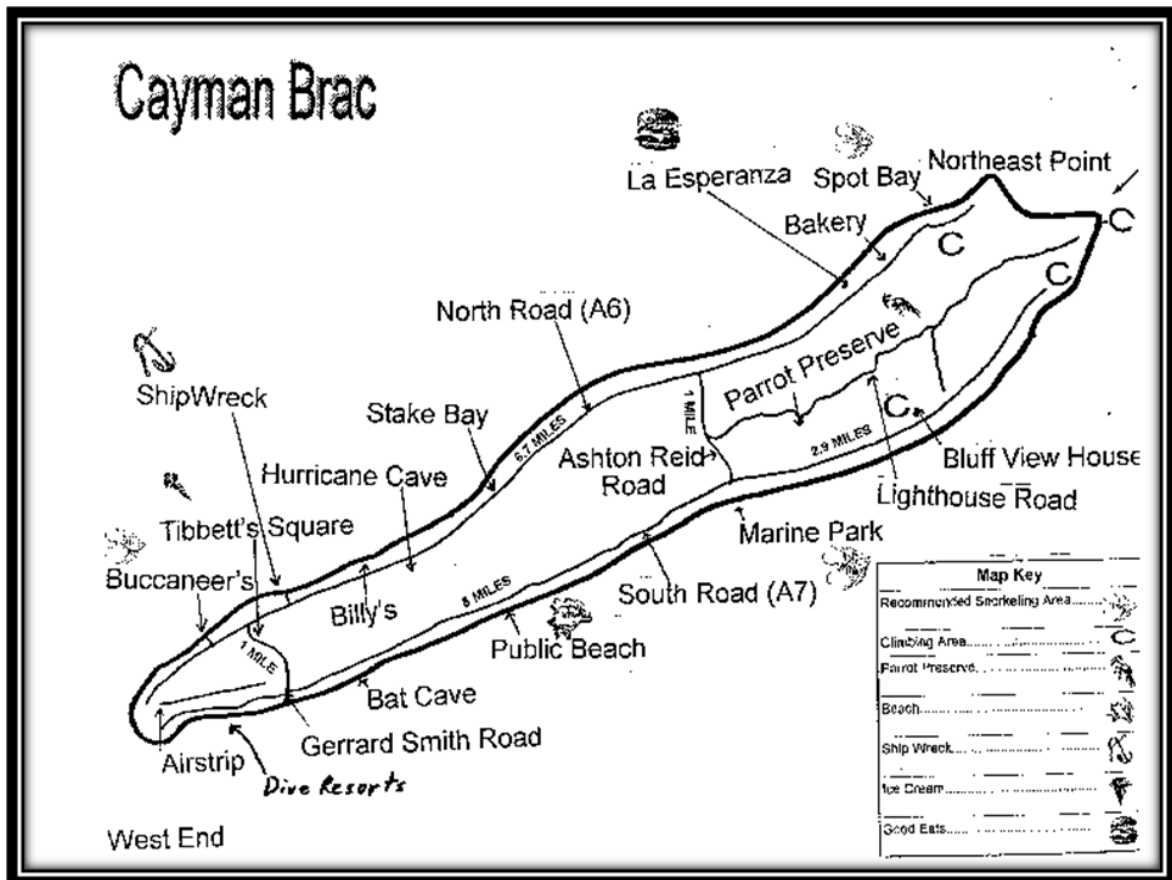 Cayman Brac
La Esperanza
Spot Bay
Northeast Point
Bakery
C
C
C
North Road (A6)
Parrot Preserve
ShipWreck
Stake Bay
6.7 MILES
1 MILE
C
2.9 MILES
Hurricane Cave
Ashton Reid
Road
Bluff View House
Lighthouse Road
Tibbett's Square
Marine Park
Buccaneer's
Billy's
8 MILES
South Road (A7)
1 MILE
Public Beach
Bat Cave
Gerrard Smith Road
Airstrip
Dive Resorts
West End
Map Key
Recommended Snorkeling Area
Climbing Area
C
Parrot Preserve
Beach
Ship Wreck
Ice Cream
Good Eats